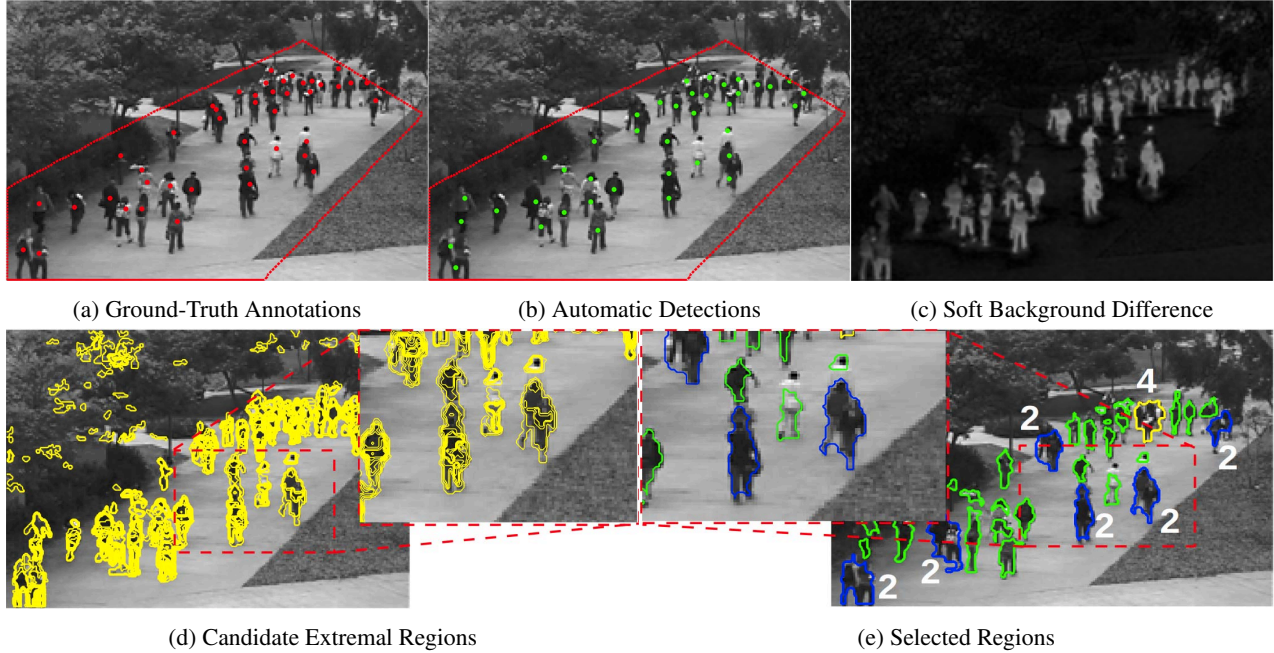 (a) Ground-Truth Annotations
(b) Automatic Detections
(c) Soft Background Difference
4
2
2
2
2
2
2
(d) Candidate Extremal Regions
(e) Selected Regions